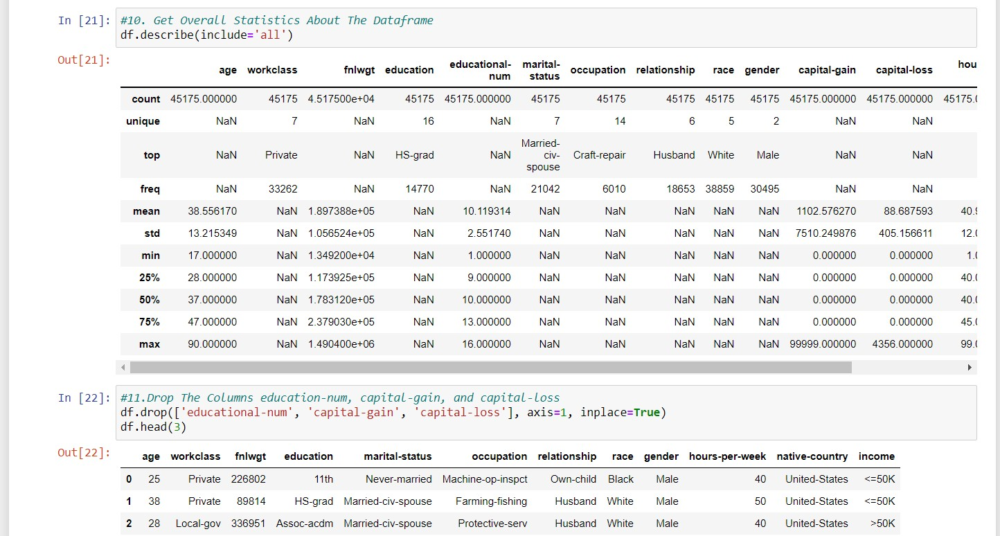 In [21]: #10. Get Overall Statistics About The Dataframe
df.describe(include='all')
Out[21]:
age workclass fnlwgt education educational-num marital-status occupation relationship race gender capital-gain capital-loss hou
count 45175.000000 45175 4.517500e+04 45175 45175.000000 45175 45175 45175 45175 45175 45175.000000 45175.000000 45175.(
unique NaN 7 NaN 16 NaN 7 14 6 5 2 NaN NaN
top NaN Private NaN HS-grad NaN Married-civ-spouse Craft-repair Husband White Male NaN NaN
freq NaN 33262 NaN 14770 NaN 21042 6010 18653 38859 30495 NaN NaN
mean 38.556170 NaN 1.897388e+05 NaN 10.119314 NaN NaN NaN NaN NaN 1102.576270 88.687593 40.9
std 13.215349 NaN 1.056524e+05 NaN 2.551740 NaN NaN NaN NaN NaN 7510.249876 405.156611 12.0
min 17.000000 NaN 1.349200e+04 NaN 1.000000 NaN NaN NaN NaN NaN 0.000000 0.000000 1.0
25% 28.000000 NaN 1.173925e+05 NaN 9.000000 NaN NaN NaN NaN NaN 0.000000 0.000000 40.0
50% 37.000000 NaN 1.783120e+05 NaN 10.000000 NaN NaN NaN NaN NaN 0.000000 0.000000 40.0
75% 47.000000 NaN 2.379030e+05 NaN 13.000000 NaN NaN NaN NaN NaN 0.000000 0.000000 45.0
max 90.000000 NaN 1.490400e+06 NaN 16.000000 NaN NaN NaN NaN NaN 99999.000000 4356.000000 99.0
In [22]: #11.Drop The Columns education-num, capital-gain, and capital-loss
df.drop(['educational-num', 'capital-gain', 'capital-loss'], axis=1, inplace=True)
df.head(3)
Out[22]:
age workclass fnlwgt education marital-status occupation relationship race gender hours-per-week native-country income
0 25 Private 226802 11th Never-married Machine-op-inspct Own-child Black Male 40 United-States <=50K
1 38 Private 89814 HS-grad Married-civ-spouse Farming-fishing Husband White Male 50 United-States <=50K
2 28 Local-gov 336951 Assoc-acdm Married-civ-spouse Protective-serv Husband White Male 40 United-States >50K